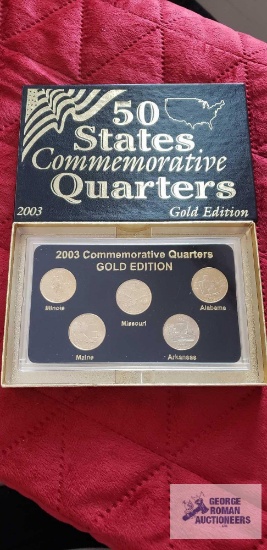 50
States
Commemorative
Quarters
2003 Gold Edition
2003 Commemorative Quarters
GOLD EDITION
Illinois Alabama
Missouri
Maine Arkansas
GEORGE
ROMAN
AUCTIONEERS